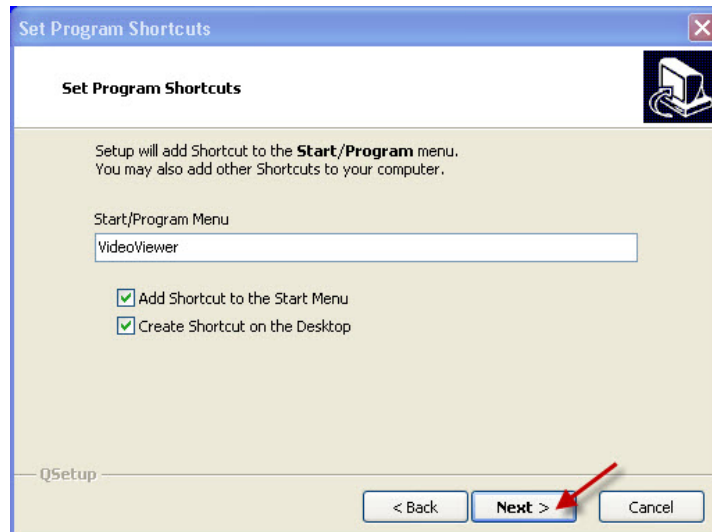 Set Program Shortcuts
Set Program Shortcuts
Setup will add Shortcut to the Start/Program menu.
You may also add other Shortcuts to your computer.
Start/Program Menu
VideoViewer
Add Shortcut to the Start Menu
Create Shortcut on the Desktop
QSetup
< Back
Next >
Cancel